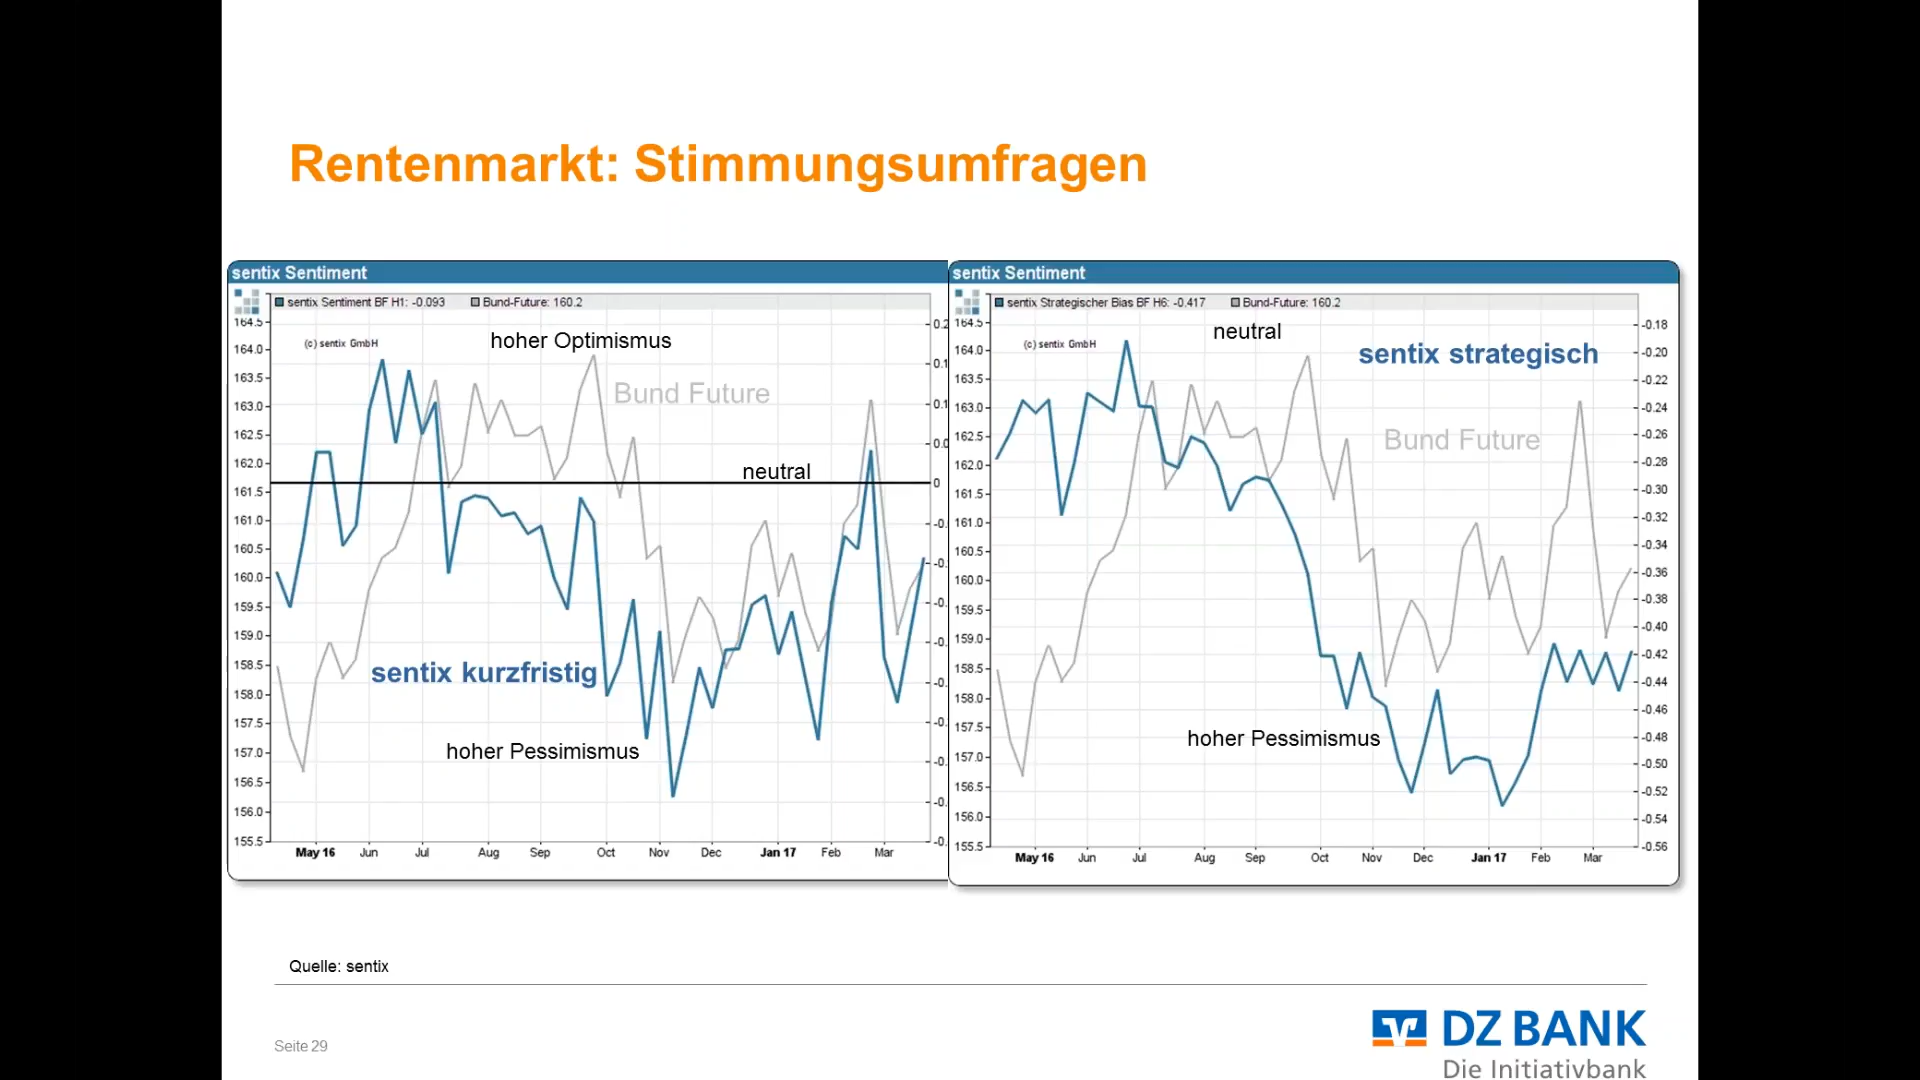 Rentenmarkt: Stimmungsumfragen
sentix Sentiment
sentix Sentiment BF H1: -0.093 Bund-Future: 160.2
(c) sentix GmbH
hoher Optimismus
Bund Future
neutral
sentix kurzfristig
hoher Pessimismus
164.5
164.0
163.5
163.0
162.5
162.0
161.5
161.0
160.5
160.0
159.5
159.0
158.5
158.0
157.5
157.0
156.5
156.0
155.5
0
May 16 Jun Jul Aug Sep Oct Nov Dec Jan 17 Feb Mar
sentix Sentiment
sentix Strategischer Bias BF H6: -0.417 Bund-Future: 160.2
(c) sentix GmbH
neutral
sentix strategisch
Bund Future
hoher Pessimismus
164.5
164.0
163.5
163.0
162.5
162.0
161.5
161.0
160.5
160.0
159.5
159.0
158.5
158.0
157.5
157.0
156.5
156.0
155.5
-0.18
-0.20
-0.22
-0.24
-0.26
-0.28
-0.30
-0.32
-0.34
-0.36
-0.38
-0.40
-0.42
-0.44
-0.46
-0.48
-0.50
-0.52
-0.54
-0.56
May 16 Jun Jul Aug Sep Oct Nov Dec Jan 17 Feb Mar
Quelle: sentix
Seite 29
DZ BANK
Die Initiativbank